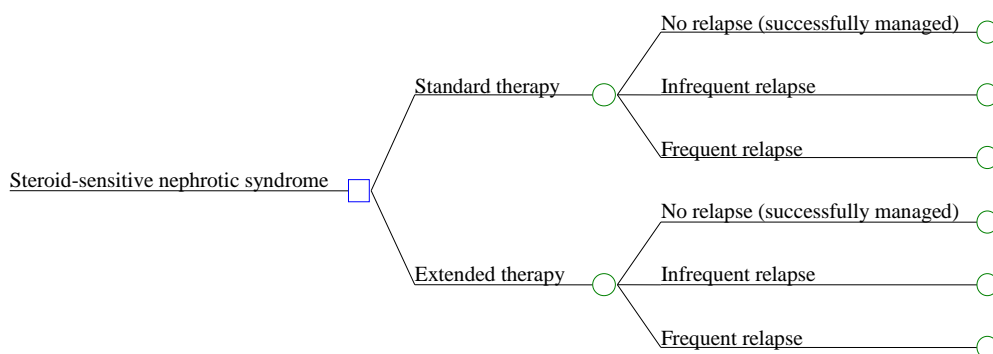 No relapse (successfully managed)
Standard therapy
Infrequent relapse
Frequent relapse
Steroid-sensitive nephrotic syndrome
No relapse (successfully managed)
Extended therapy
Infrequent relapse
Frequent relapse